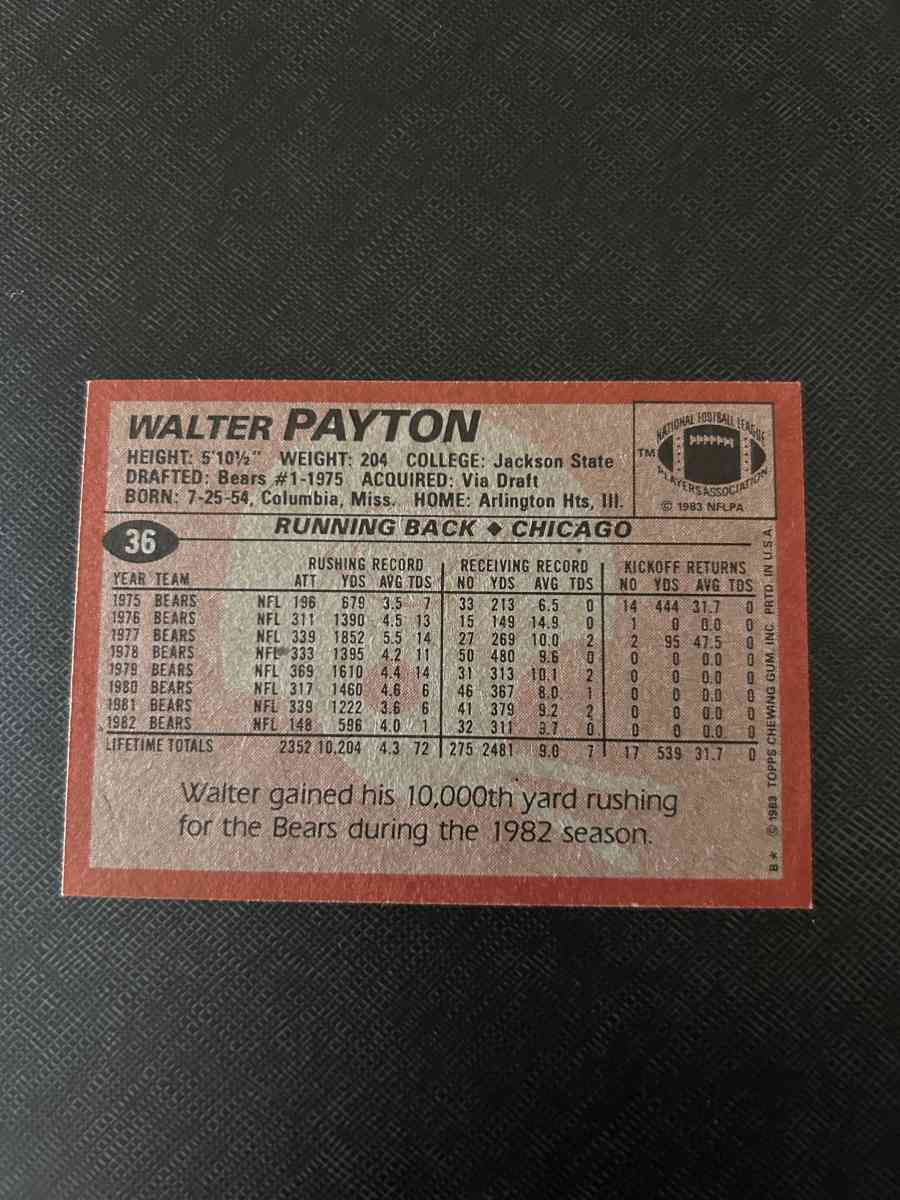 WALTER PAYTON
HEIGHT: 5'10½" WEIGHT: 204 COLLEGE: Jackson State
DRAFTED: Bears #1-1975 ACQUIRED: Via Draft
BORN: 7-25-54, Columbia, Miss. HOME: Arlington Hts, Ill.
NATIONAL FOOTBALL LEAGUE
TM
PLAYERS ASSOCIATION
© 1983 NFLPA
36
RUNNING BACK ◆ CHICAGO
RUSHING RECORD RECEIVING RECORD KICKOFF RETURNS
YEAR TEAM ATT YDS AVG TDS NO YDS AVG TDS NO YDS AVG TDS
1975 BEARS NFL 196 679 3.5 7 33 213 6.5 0 14 444 31.7 0
1976 BEARS NFL 311 1390 4.5 13 15 149 14.9 0 1 0 0.0 0
1977 BEARS NFL 339 1852 5.5 14 27 269 10.0 2 2 95 47.5 0
1978 BEARS NFL 333 1395 4.2 11 50 480 9.6 0 0 0 0.0 0
1979 BEARS NFL 369 1610 4.4 14 31 313 10.1 2 0 0 0.0 0
1980 BEARS NFL 317 1460 4.6 6 46 367 8.0 1 0 0 0.0 0
1981 BEARS NFL 339 1222 3.6 6 41 379 9.2 2 0 0 0.0 0
1982 BEARS NFL 148 596 4.0 1 32 311 9.7 0 0 0 0.0 0
LIFETIME TOTALS 2352 10,204 4.3 72 275 2481 9.0 7 17 539 31.7 0
Walter gained his 10,000th yard rushing
for the Bears during the 1982 season.
B* © 1983 TOPPS CHEWING GUM, INC. PRTD. IN U.S.A.